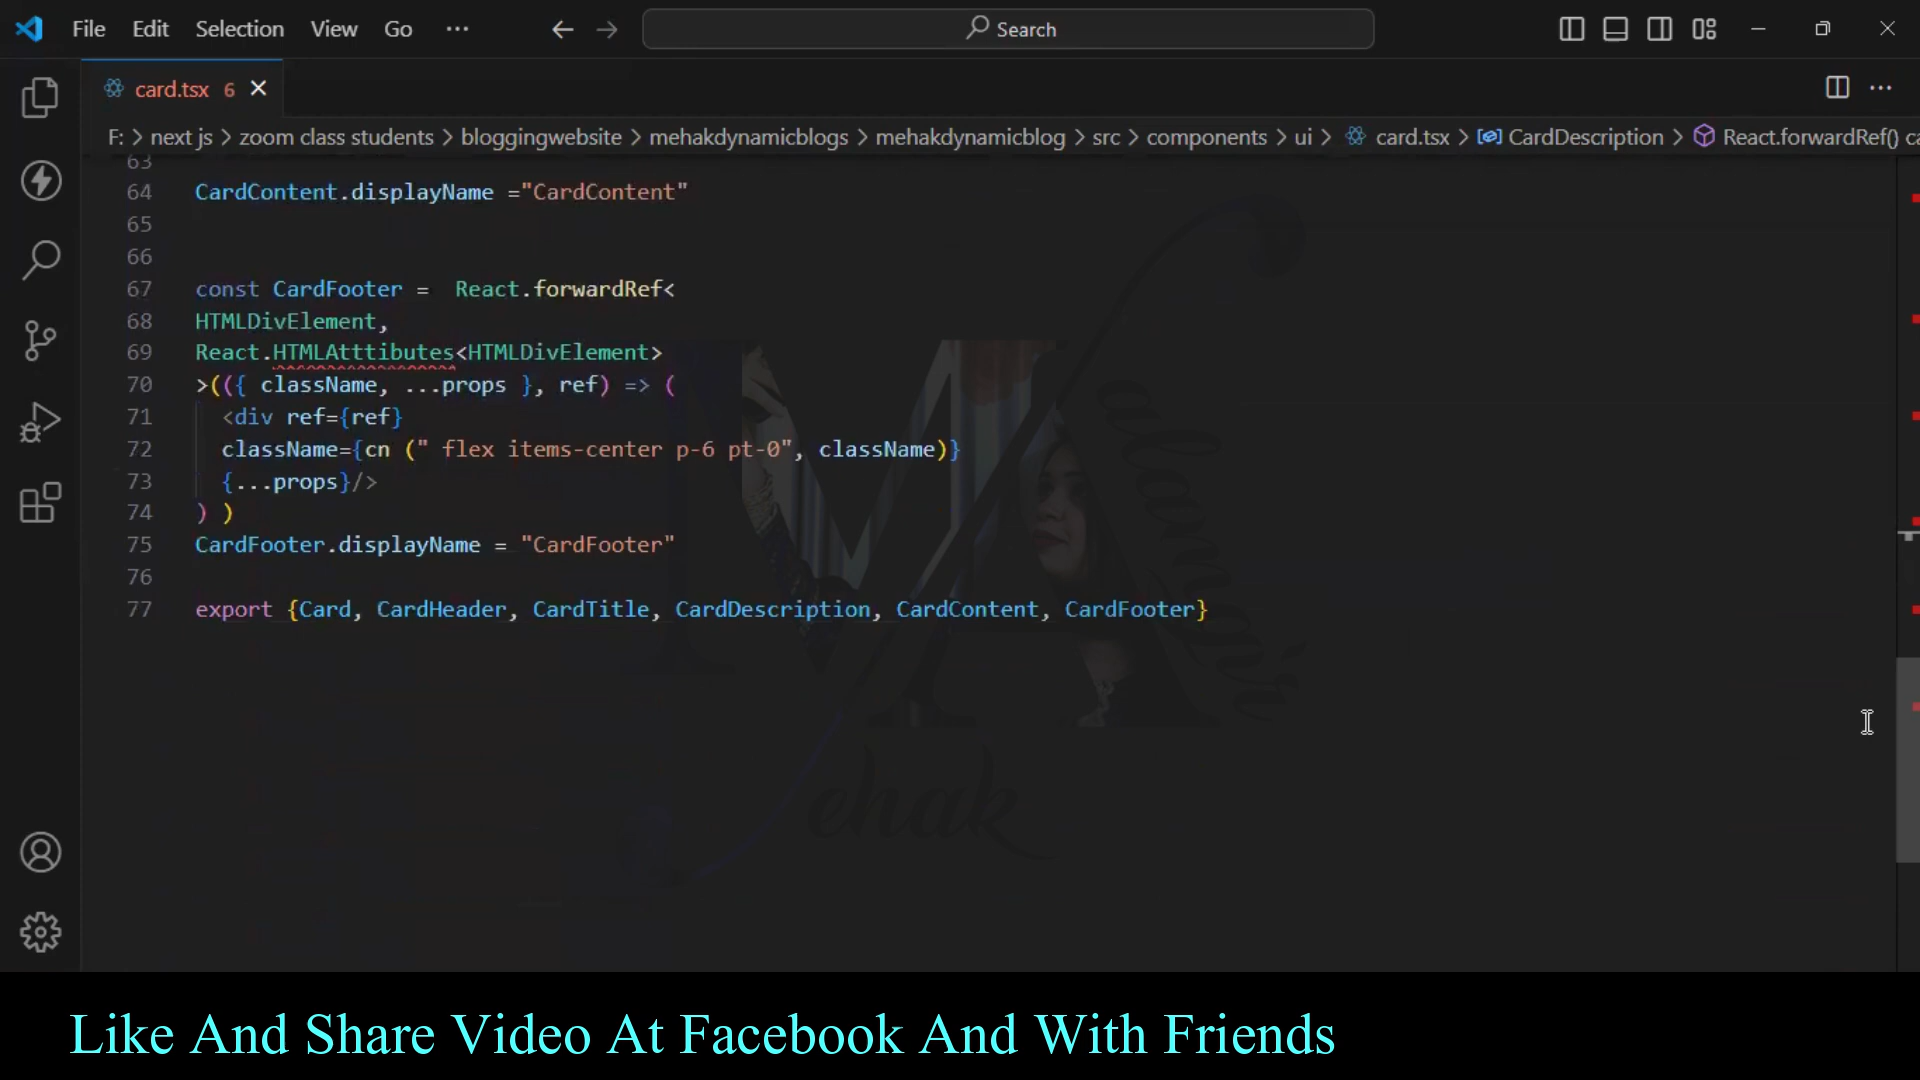 File Edit Selection View Go ··· Search
card.tsx 6
F: > next js > zoom class students > bloggingwebsite > mehakdynamicblogs > mehakdynamicblog > src > components > ui > card.tsx > CardDescription > React.forwardRef() ca
63
64 CardContent.displayName ="CardContent"
65
66
67 const CardFooter = React.forwardRef<
68 HTMLDivElement,
69 React.HTMLAtttibutes<HTMLDivElement>
70 >(({ className, ...props }, ref) => (
71 <div ref={ref}
72 className={cn (" flex items-center p-6 pt-0", className)}
73 {...props}/>
74 ) )
75 CardFooter.displayName = "CardFooter"
76
77 export {Card, CardHeader, CardTitle, CardDescription, CardContent, CardFooter}
M
A
alamgir
ehak
Like And Share Video At Facebook And With Friends